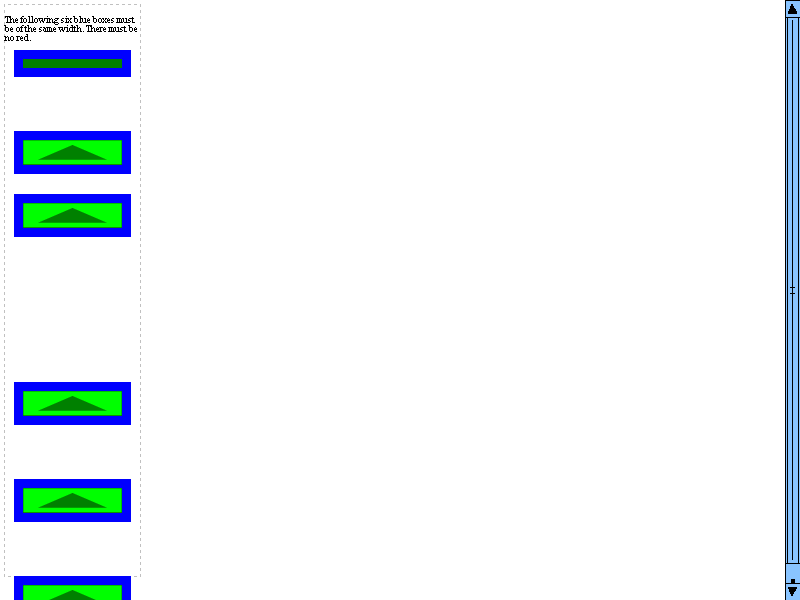 The following six blue boxes must
be of the same width. There must be
no red.